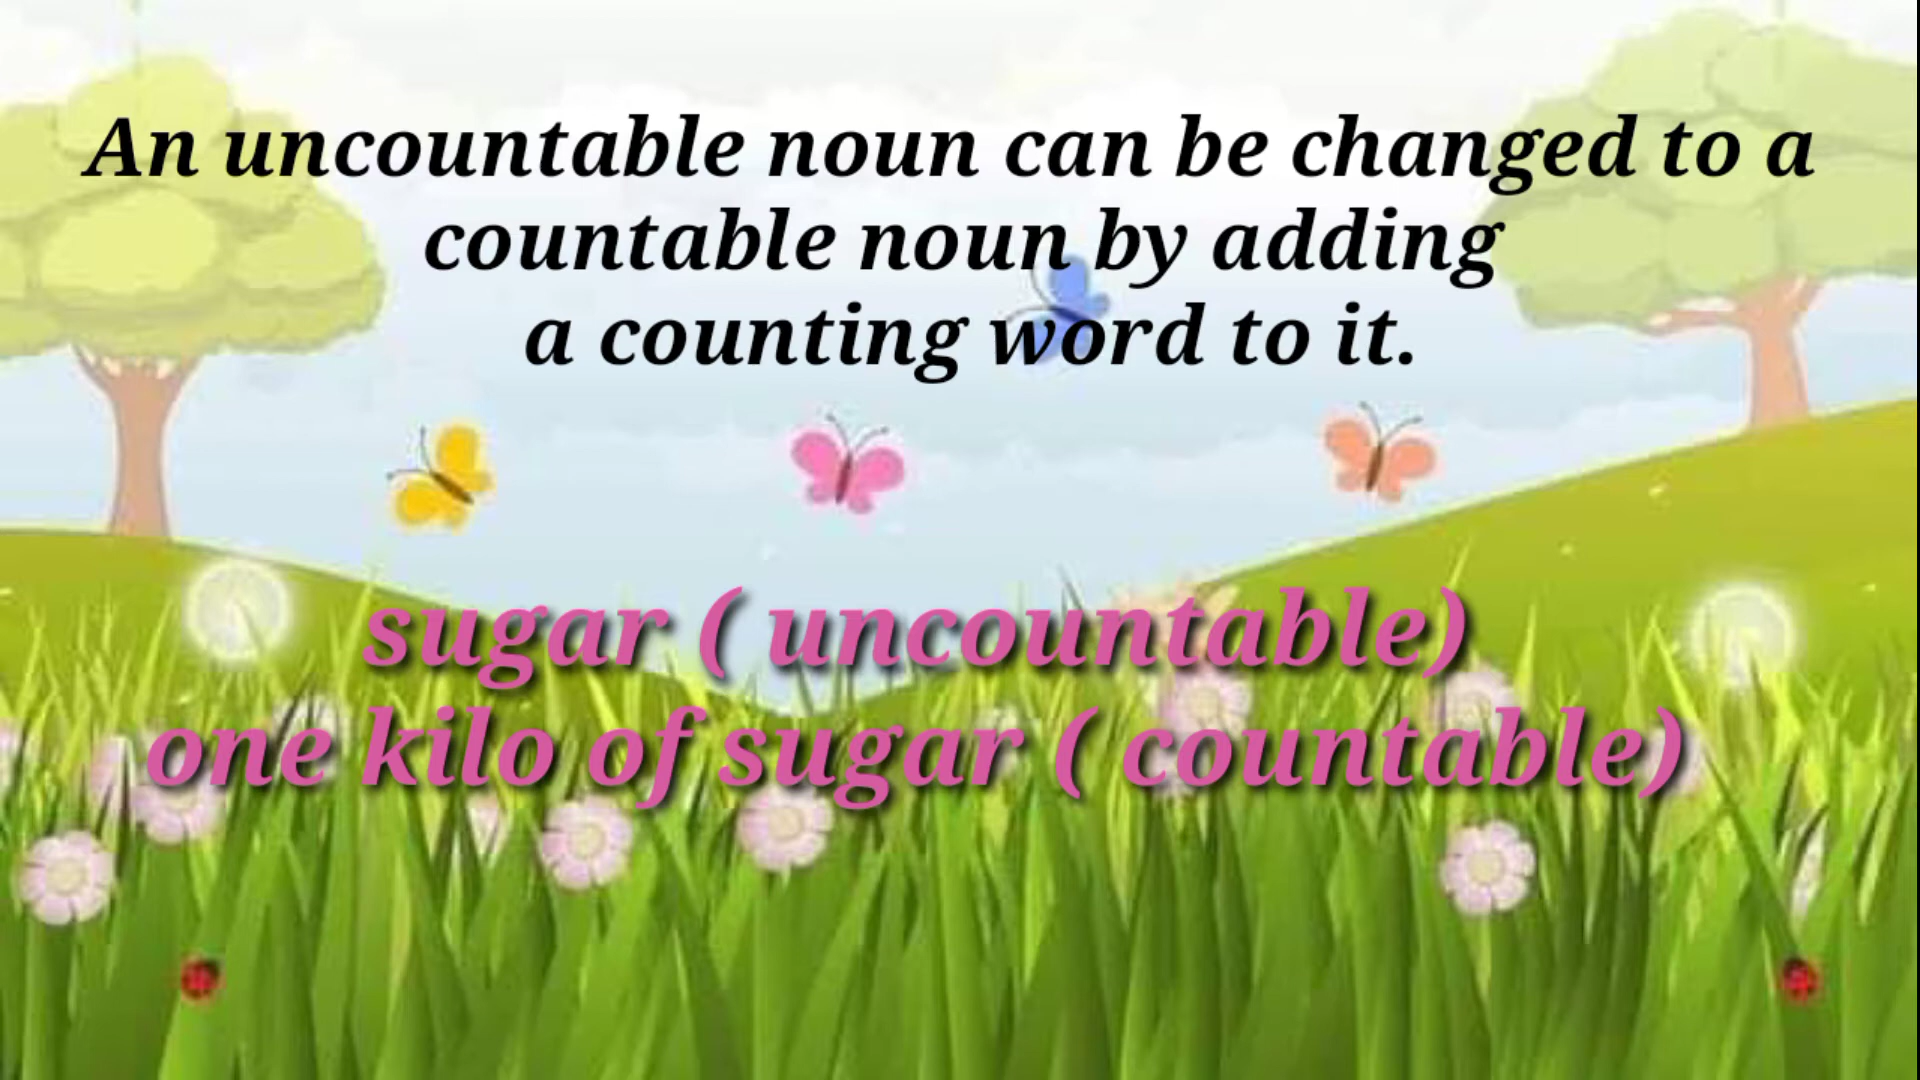 An uncountable noun can be changed to a
countable noun by adding
a counting word to it.
sugar ( uncountable)
one kilo of sugar ( countable)